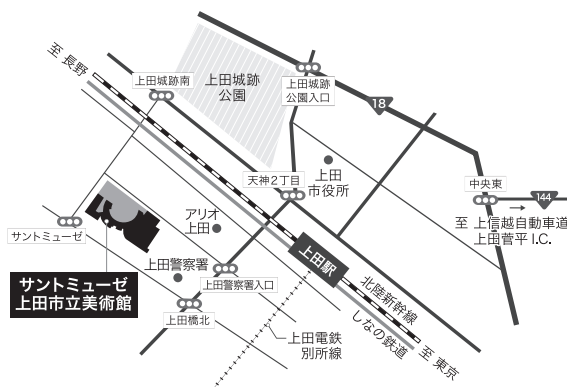 至 長野
上田城跡南
上田城跡
公園
上田城跡
公園入口
18
天神2丁目
上田
市役所
中央東
144
至 上信越自動車道
上田菅平 I.C.
サントミューゼ
アリオ
上田
サントミューゼ
上田市立美術館
上田警察署
上田警察署入口
上田駅
上田橋北
北陸新幹線
しなの鉄道
上田電鉄
別所線
至 東京